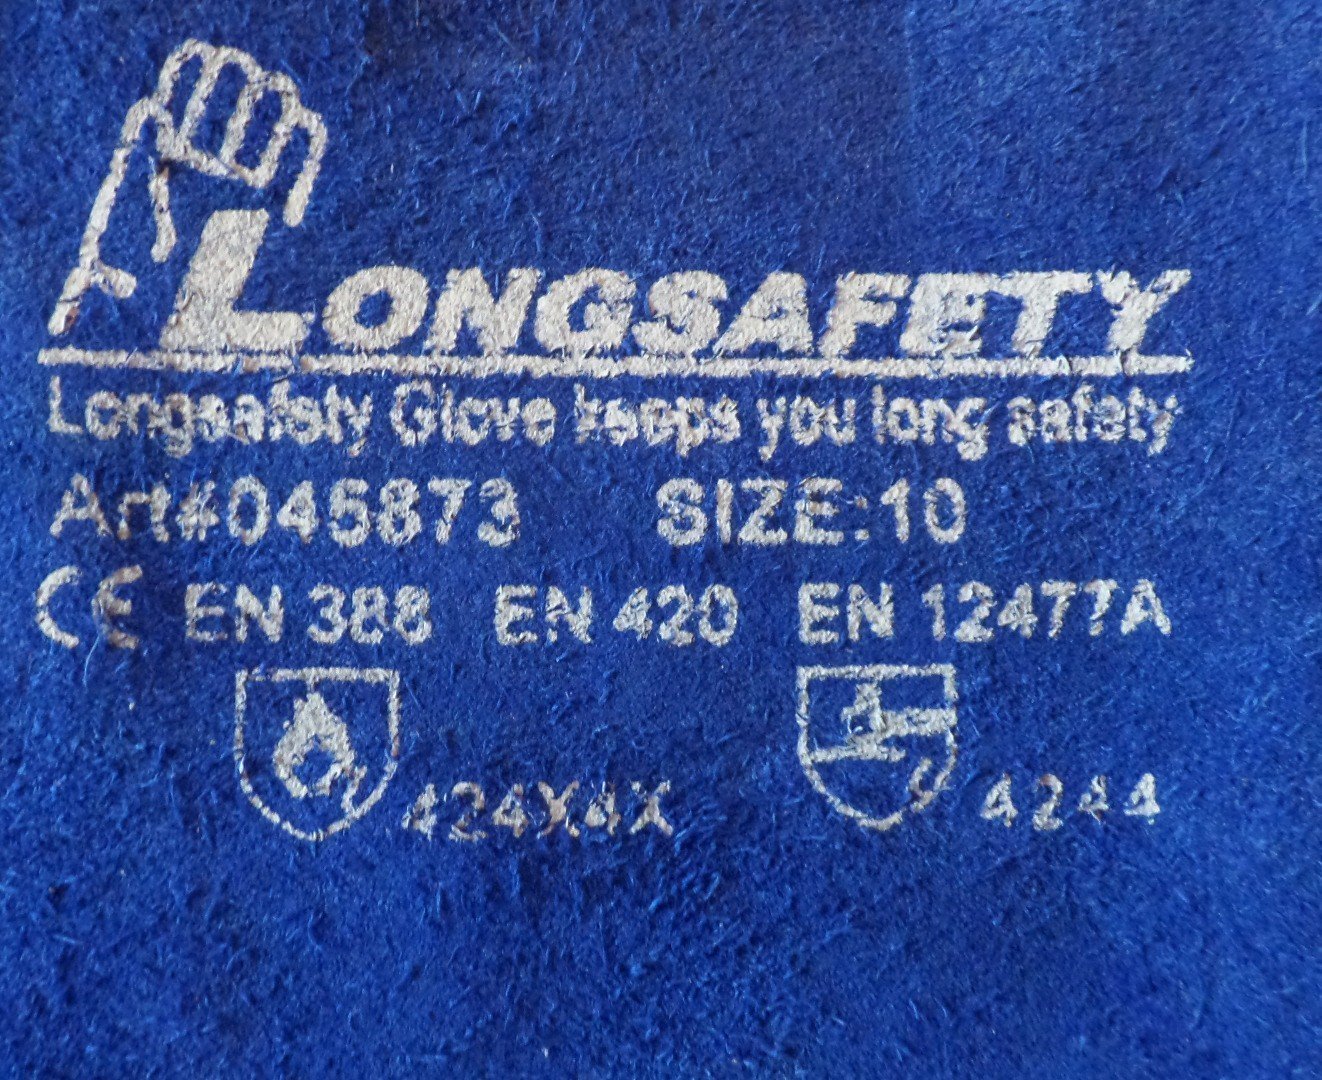 LONGSAFETY
Longsafety Glove keeps you long safety
Art#045873 SIZE:10
CE EN 388 EN 420 EN 12477A
424X4X 4244